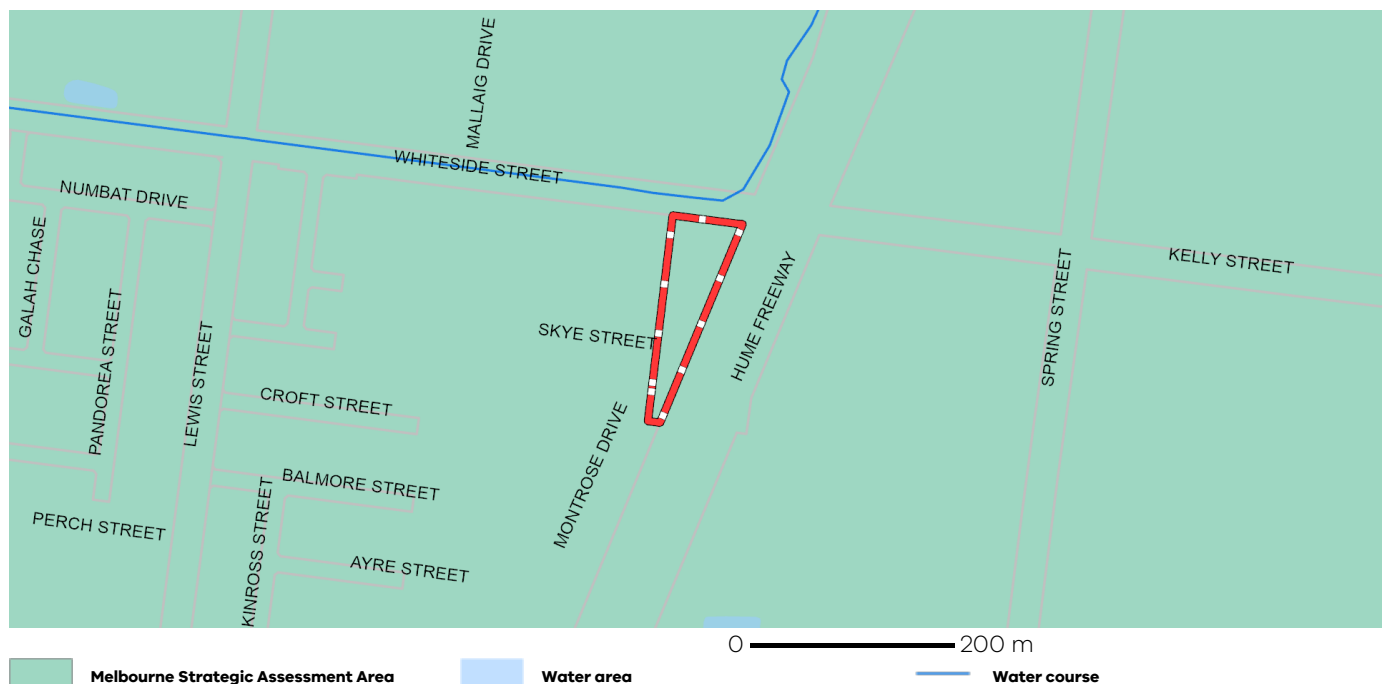 MALLAIG DRIVE
WHITESIDE STREET
NUMBAT DRIVE
GALAH CHASE
PANDOREA STREET
LEWIS STREET
SKYE STREET
HUME FREEWAY
KELLY STREET
SPRING STREET
CROFT STREET
MONTROSE DRIVE
BALMORE STREET
KINROSS STREET
PERCH STREET
AYRE STREET
0 200 m
Melbourne Strategic Assessment Area
Water area
Water course